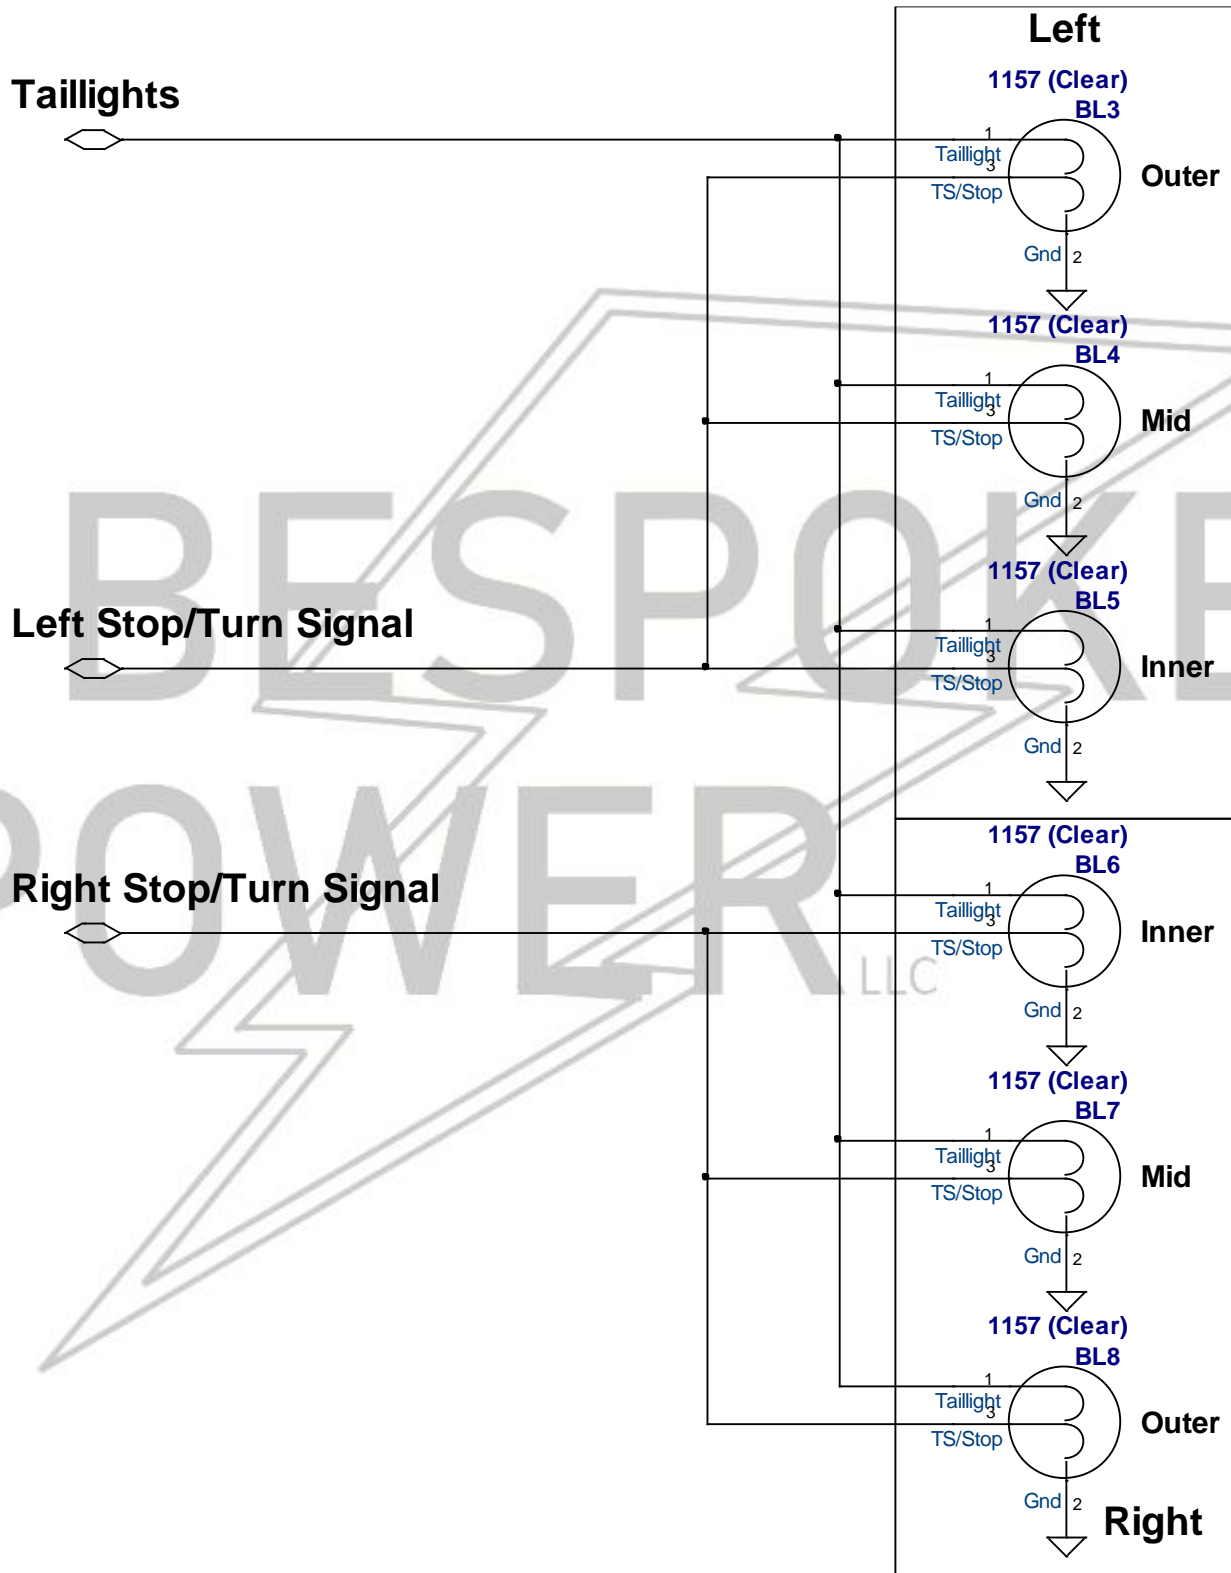 Left
1157 (Clear)
BL3
Taillights
1
Taillight
3
TS/Stop
Outer
Gnd 2
1157 (Clear)
BL4
1
Taillight
3
TS/Stop
Mid
Gnd 2
BESPOKE
1157 (Clear)
BL5
Left Stop/Turn Signal
1
Taillight
3
TS/Stop
Inner
Gnd 2
POWER
LLC
1157 (Clear)
BL6
Right Stop/Turn Signal
1
Taillight
3
TS/Stop
Inner
Gnd 2
1157 (Clear)
BL7
1
Taillight
3
TS/Stop
Mid
Gnd 2
1157 (Clear)
BL8
1
Taillight
3
TS/Stop
Outer
Gnd 2
Right